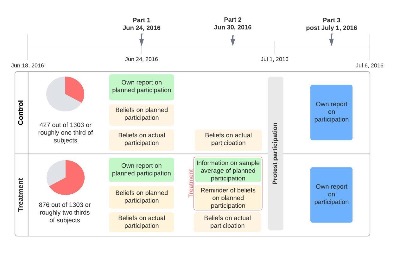 Part 1
Jun 24, 2016
Part 2
Jun 30, 2016
Part 3
post July 1, 2016
Jun 18, 2016
Jun 24, 2016
Jul 1, 2016
Jul 6, 2016
Control
427 out of 1303 or
roughly one third of
subjects
Own report on
planned participation
Beliefs on planned
participation
Beliefs on actual
participation
Beliefs on actual
participation
Protest participation
Own report
on
participation
Treatment
876 out of 1303 or
roughly two thirds
of subjects
Own report on
planned participation
Beliefs on planned
participation
Beliefs on actual
participation
Treatment
Information on sample
average of planned
participation
Reminder of beliefs
on planned
participation
Beliefs on actual
participation
Own report
on
participation